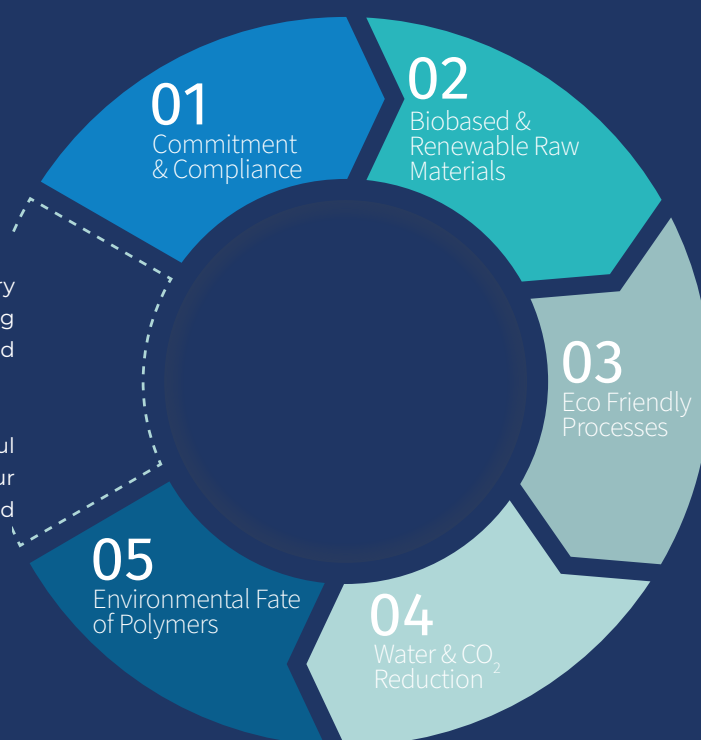 01
Commitment
& Compliance
02
Biobased &
Renewable Raw
Materials
03
Eco Friendly
Processes
04
Water & CO₂
Reduction
05
Environmental Fate
of Polymers